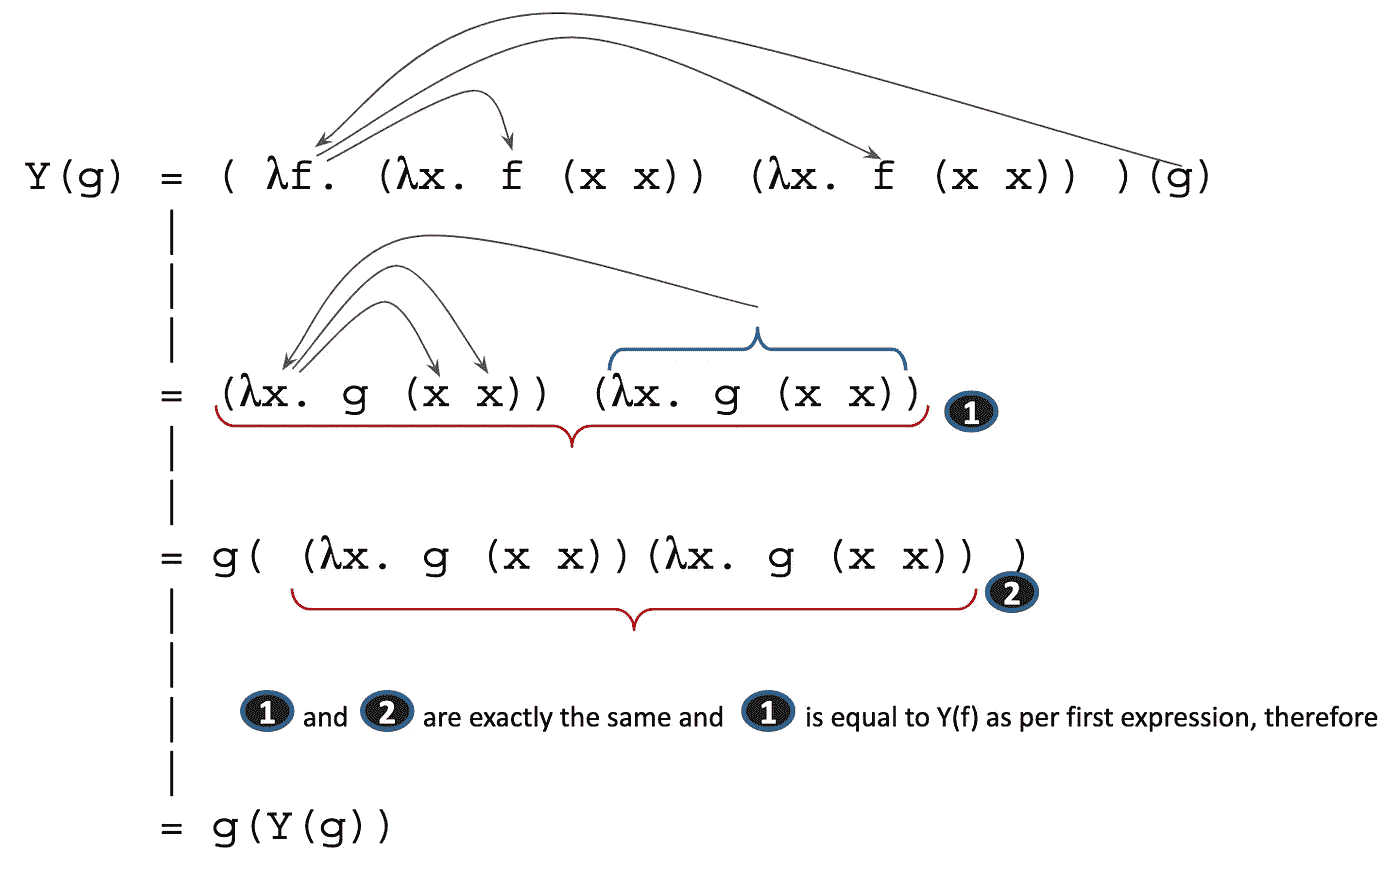 Y(g) = ( λf. (λx. f (x x)) (λx. f (x x)) )(g)
= (λx. g (x x)) (λx. g (x x)) 1
= g( (λx. g (x x))(λx. g (x x)) ) 2
1 and 2 are exactly the same and 1 is equal to Y(f) as per first expression, therefore
= g(Y(g))